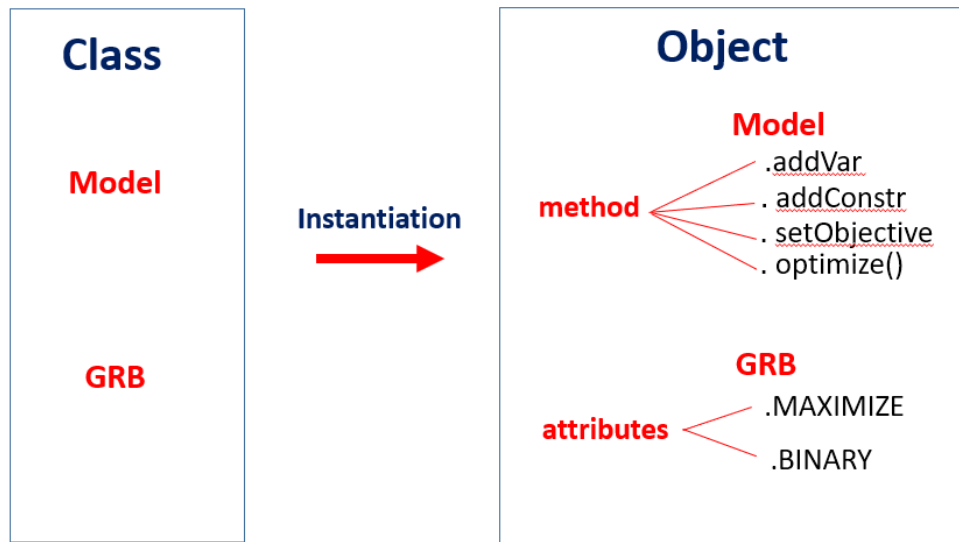 Class
Model
GRB
Instantiation
Object
Model
method
.addVar
. addConstr
. setObjective
. optimize()
GRB
attributes
.MAXIMIZE
.BINARY